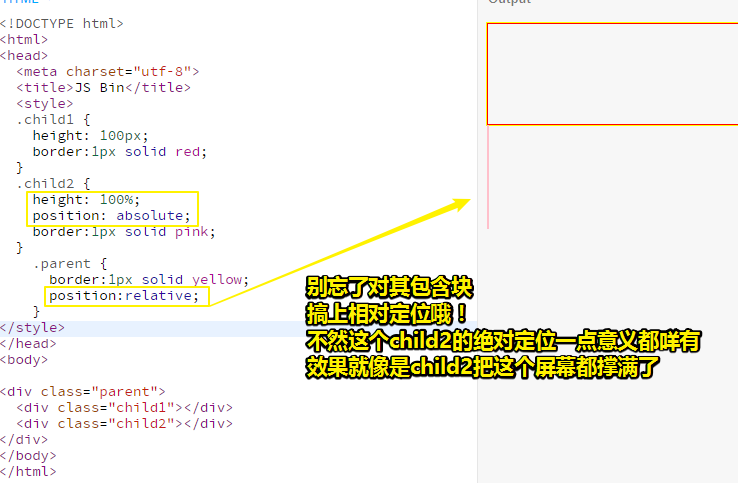 HTML
Output
<!DOCTYPE html>
<html>
<head>
<meta charset="utf-8">
<title>JS Bin</title>
<style>
.child1 {
height: 100px;
border:1px solid red;
}
.child2 {
height: 100%;
position: absolute;
border:1px solid pink;
}
.parent {
border:1px solid yellow;
position:relative;
}
</style>
</head>
<body>
<div class="parent">
<div class="child1"></div>
<div class="child2"></div>
</div>
</body>
</html>
别忘了对其包含块
搞上相对定位哦！
不然这个child2的绝对定位一点意义都咩有
效果就像是child2把这个屏幕都撑满了